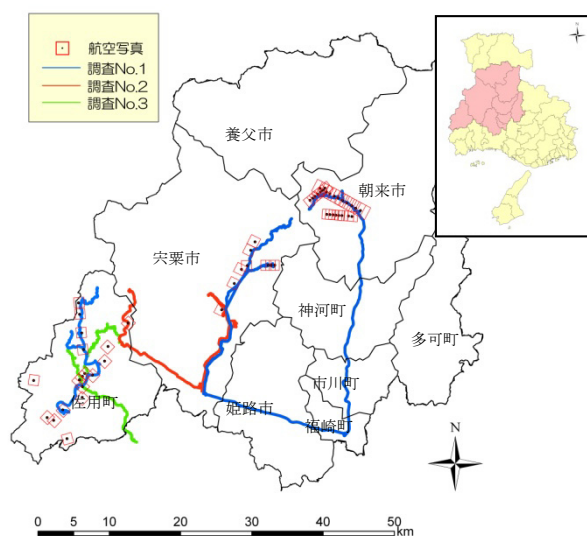 航空写真
調査No.1
調査No.2
調査No.3
N
養父市
朝来市
宍粟市
神河町
多可町
市川町
佐用町
姫路市
福崎町
N
0 10 20 30 40 50
km